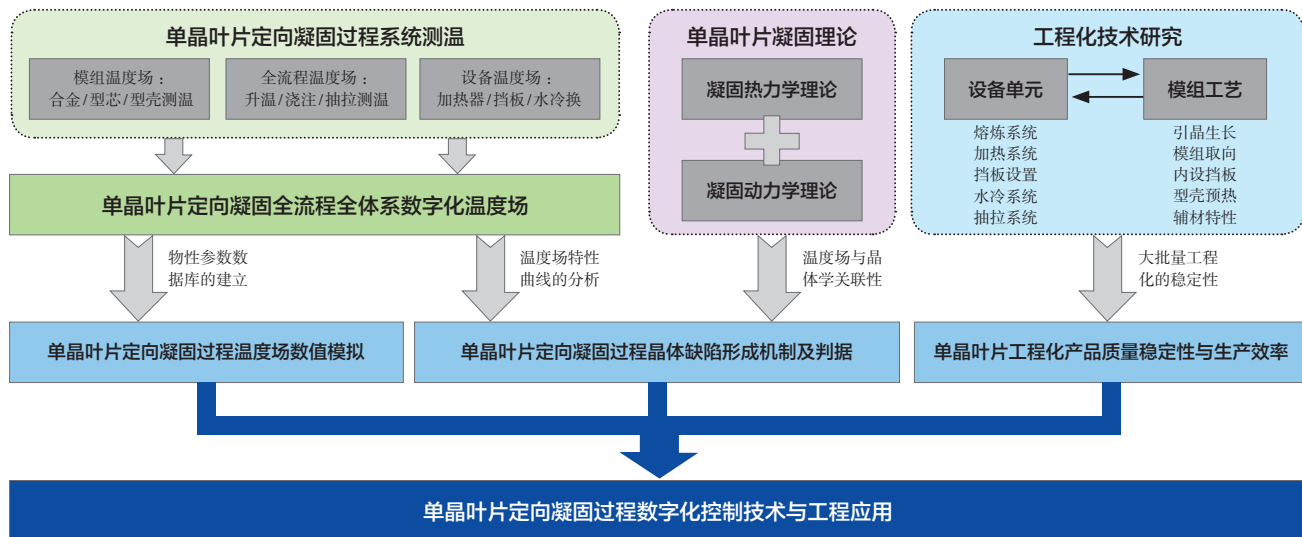 单晶叶片定向凝固过程系统测温
模组温度场：
合金/型芯/型壳测温
全流程温度场：
升温/浇注/抽拉测温
设备温度场：
加热器/挡板/水冷换
单晶叶片定向凝固全流程全体系数字化温度场
单晶叶片凝固理论
凝固热力学理论
凝固动力学理论
工程化技术研究
设备单元
模组工艺
熔炼系统
加热系统
挡板设置
水冷系统
抽拉系统
引晶生长
模组取向
内设挡板
型壳预热
辅材特性
物性参数数
据库的建立
温度场特性
曲线的分析
温度场与晶
体学关联性
大批量工程
化的稳定性
单晶叶片定向凝固过程温度场数值模拟
单晶叶片定向凝固过程晶体缺陷形成机制及判据
单晶叶片工程化产品质量稳定性与生产效率
单晶叶片定向凝固过程数字化控制技术与工程应用